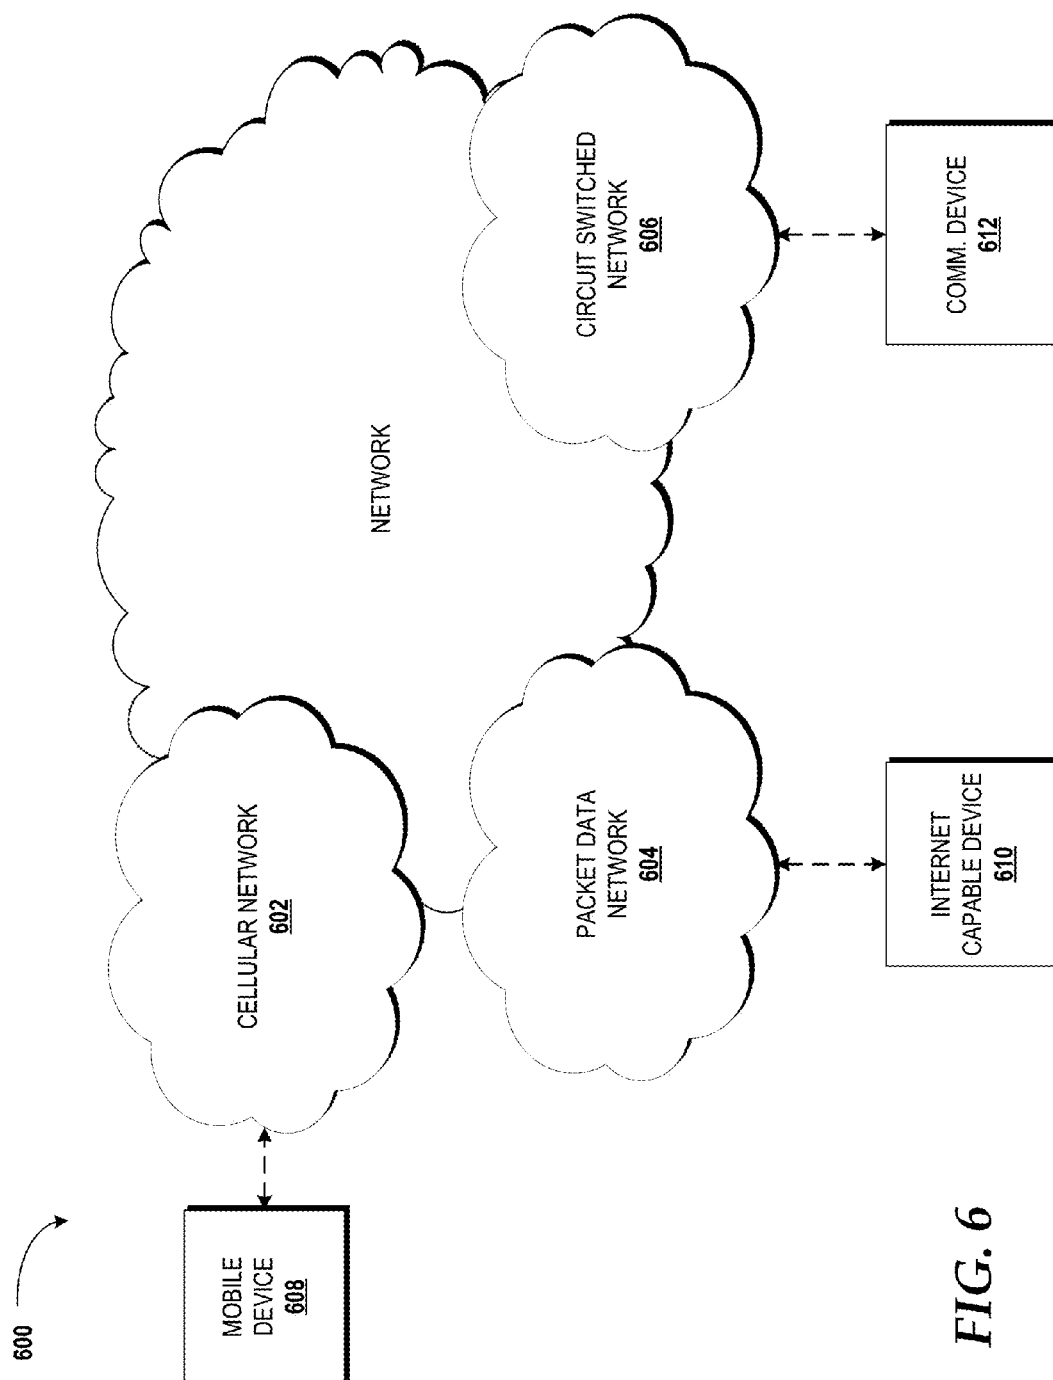 600
MOBILE
DEVICE
608
CELLULAR NETWORK
602
NETWORK
PACKET DATA
NETWORK
604
CIRCUIT SWITCHED
NETWORK
606
INTERNET
CAPABLE DEVICE
610
COMM. DEVICE
612
FIG. 6